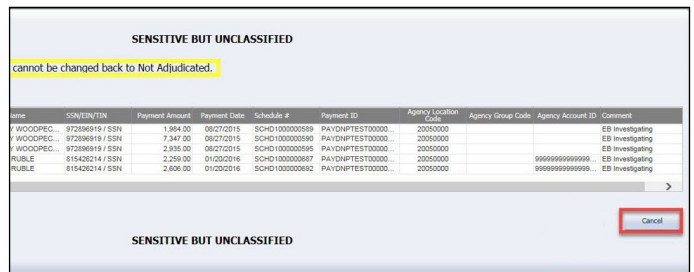 SENSITIVE BUT UNCLASSIFIED
cannot be changed back to Not Adjudicated.
Name SSN/EIN/TIN Payment Amount Payment Date Schedule # Payment ID Agency Location Code Agency Group Code Agency Account ID Comment
Y WOODPEC... 972896919 / SSN 1,984.00 08/27/2015 SCHD1000000589 PAYDNPTEST00000... 20050000 EB Investigating
Y WOODPEC... 972896919 / SSN 7,347.00 08/27/2015 SCHD1000000590 PAYDNPTEST00000... 20050000 EB Investigating
Y WOODPEC... 972896919 / SSN 2,935.00 08/27/2015 SCHD1000000595 PAYDNPTEST00000... 20050000 EB Investigating
RUBLE 815426214 / SSN 2,259.00 01/20/2016 SCHD1000000687 PAYDNPTEST00000... 20050000 99999999999999... EB Investigating
RUBLE 815426214 / SSN 2,606.00 01/20/2016 SCHD1000000692 PAYDNPTEST00000... 20050000 99999999999999... EB Investigating
Cancel
SENSITIVE BUT UNCLASSIFIED